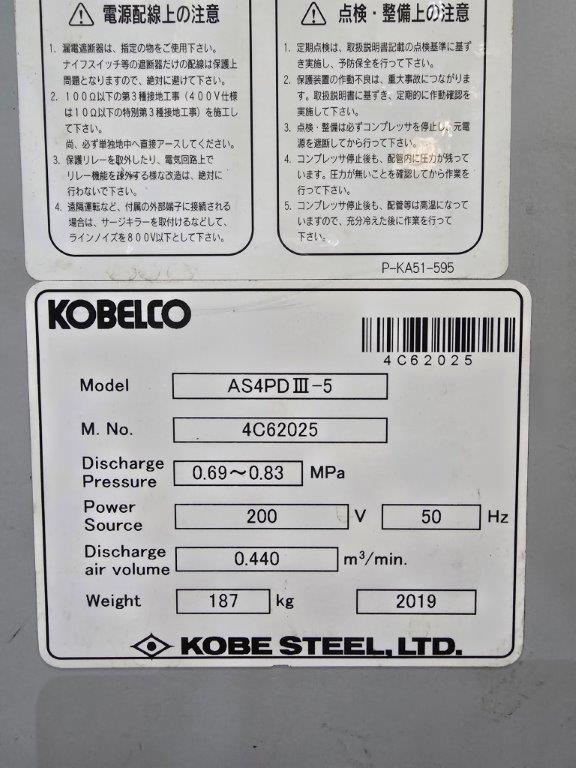 ⚠ 電源配線上の注意
1. 漏電遮断器は、指定の物をご使用下さい。
ナイフスイッチ等の遮断器だけの配線は保護上
問題となりますので、絶対に避けて下さい。
2. 100Ω以下の第3種接地工事(400V仕様
は10Ω以下の特別第3種接地工事)を施工し
て下さい。
尚、必ず単独地中へ直接アースしてください。
3. 保護リレーを取外したり、電気回路上で
リレー機能を疎外する様な改造は、絶対に
行わないで下さい。
4. 遠隔運転など、付属の外部端子に接続される
場合は、サージキラーを取付けるなどして、
ラインノイズを800V以下として下さい。
⚠ 点検・整備上の注意
1. 定期点検は、取扱説明書記載の点検基準に基ず
き実施し、予防保全を行って下さい。
2. 保護装置の作動不良は、重大事故につながりま
す。取扱説明書に基ずき、定期的に作動確認を
実施して下さい。
3. 点検・整備は必ずコンプレッサを停止し、元電
源を遮断してから行って下さい。
4. コンプレッサ停止後も、配管内に圧力が残って
います。圧力が無いことを確認してから作業を
行って下さい。
5. コンプレッサ停止後も、配管等は高温になって
いますので、充分冷えた後に作業を行って
下さい。
P-KA51-595
KOBELCO
4C62025
Model AS4PDⅢ-5
M. No. 4C62025
Discharge Pressure 0.69～0.83 MPa
Power Source 200 V 50 Hz
Discharge air volume 0.440 m³/min.
Weight 187 kg 2019
KOBE STEEL, LTD.